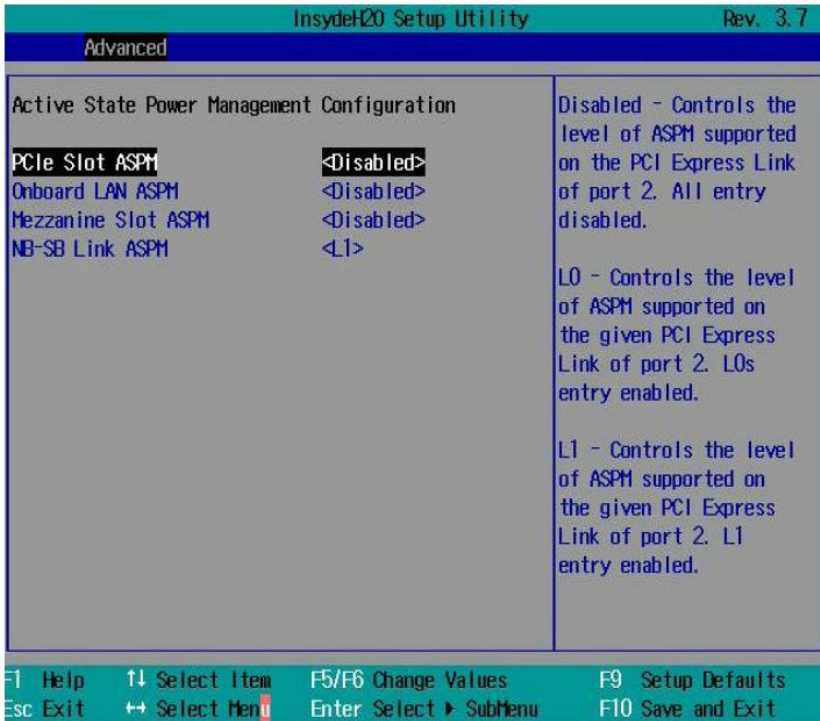 InsydeH20 Setup Utility Rev. 3.7
Advanced
Active State Power Management Configuration
PCIe Slot ASPM <Disabled>
Onboard LAN ASPM <Disabled>
Mezzanine Slot ASPM <Disabled>
NB-SB Link ASPM <L1>
Disabled - Controls the
level of ASPM supported
on the PCI Express Link
of port 2. All entry
disabled.
L0 - Controls the level
of ASPM supported on
the given PCI Express
Link of port 2. L0s
entry enabled.
L1 - Controls the level
of ASPM supported on
the given PCI Express
Link of port 2. L1
entry enabled.
F1 Help ↑↓ Select Item F5/F6 Change Values F9 Setup Defaults
Esc Exit ↔ Select Menu Enter Select ▶ SubMenu F10 Save and Exit